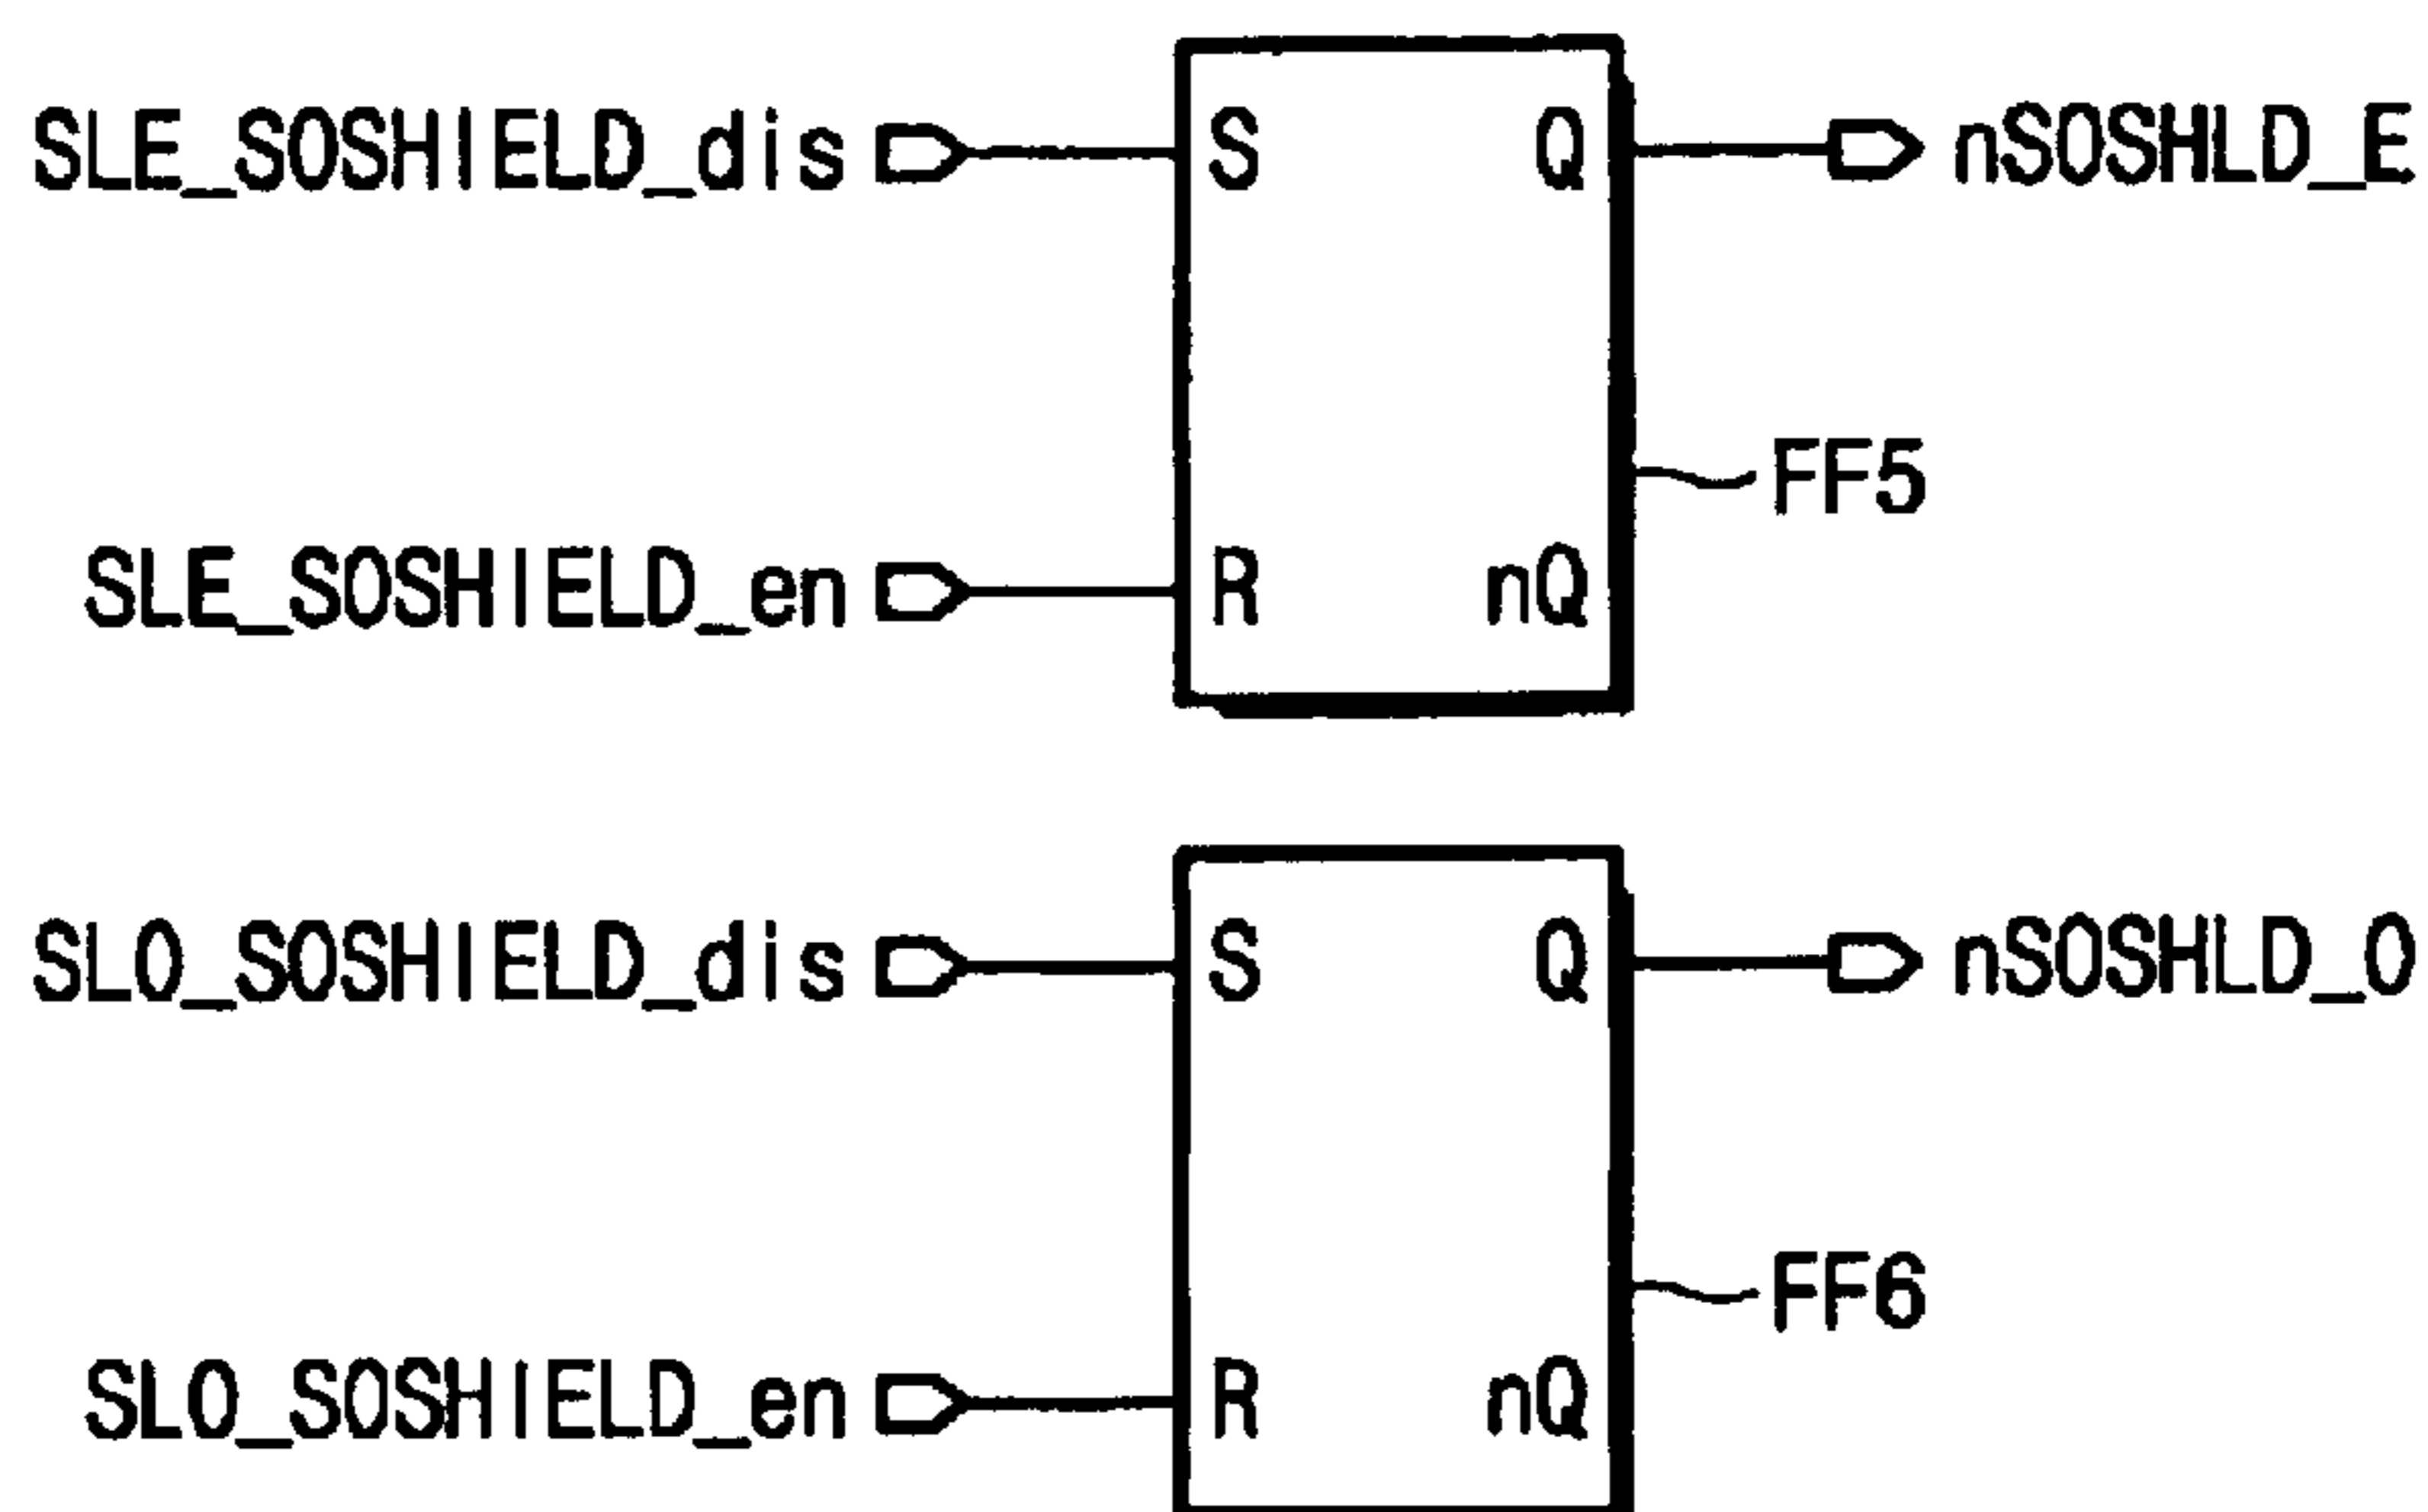 SLE_SOSHIELD_dis S Q nSOSHLD_E
FF5
SLE_SOSHIELD_en R nQ
SLO_SOSHIELD_dis S Q nSOSHLD_O
FF6
SLO_SOSHIELD_en R nQ